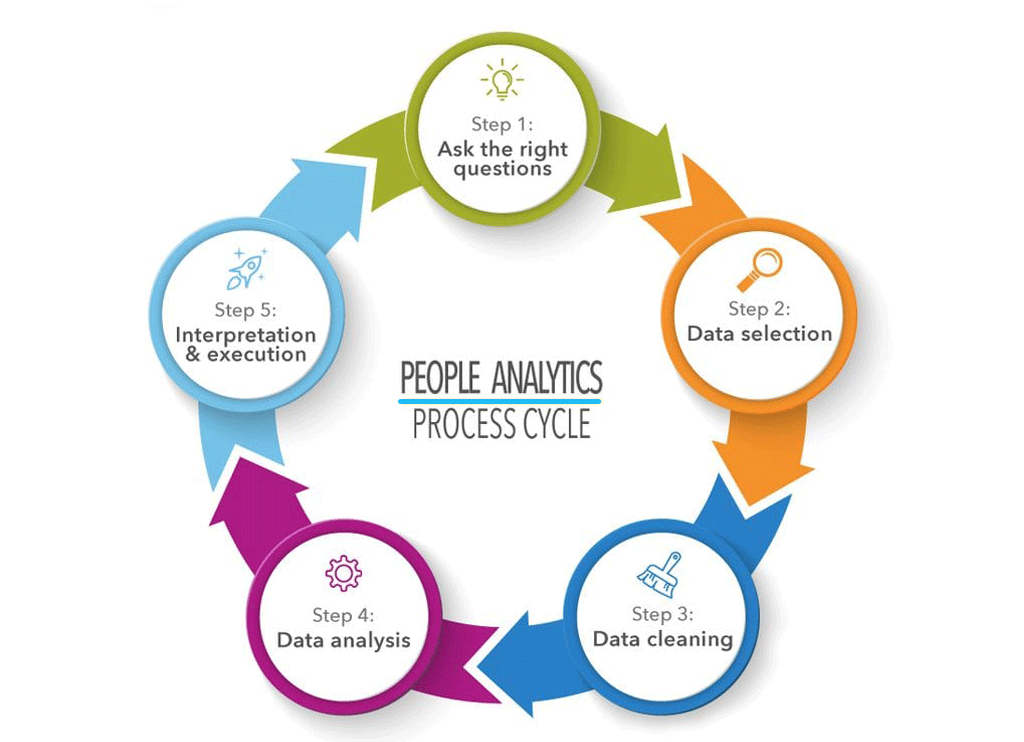 Step 1:
Ask the right
questions
Step 2:
Data selection
Step 3:
Data cleaning
Step 4:
Data analysis
Step 5:
Interpretation
& execution
PEOPLE ANALYTICS
PROCESS CYCLE